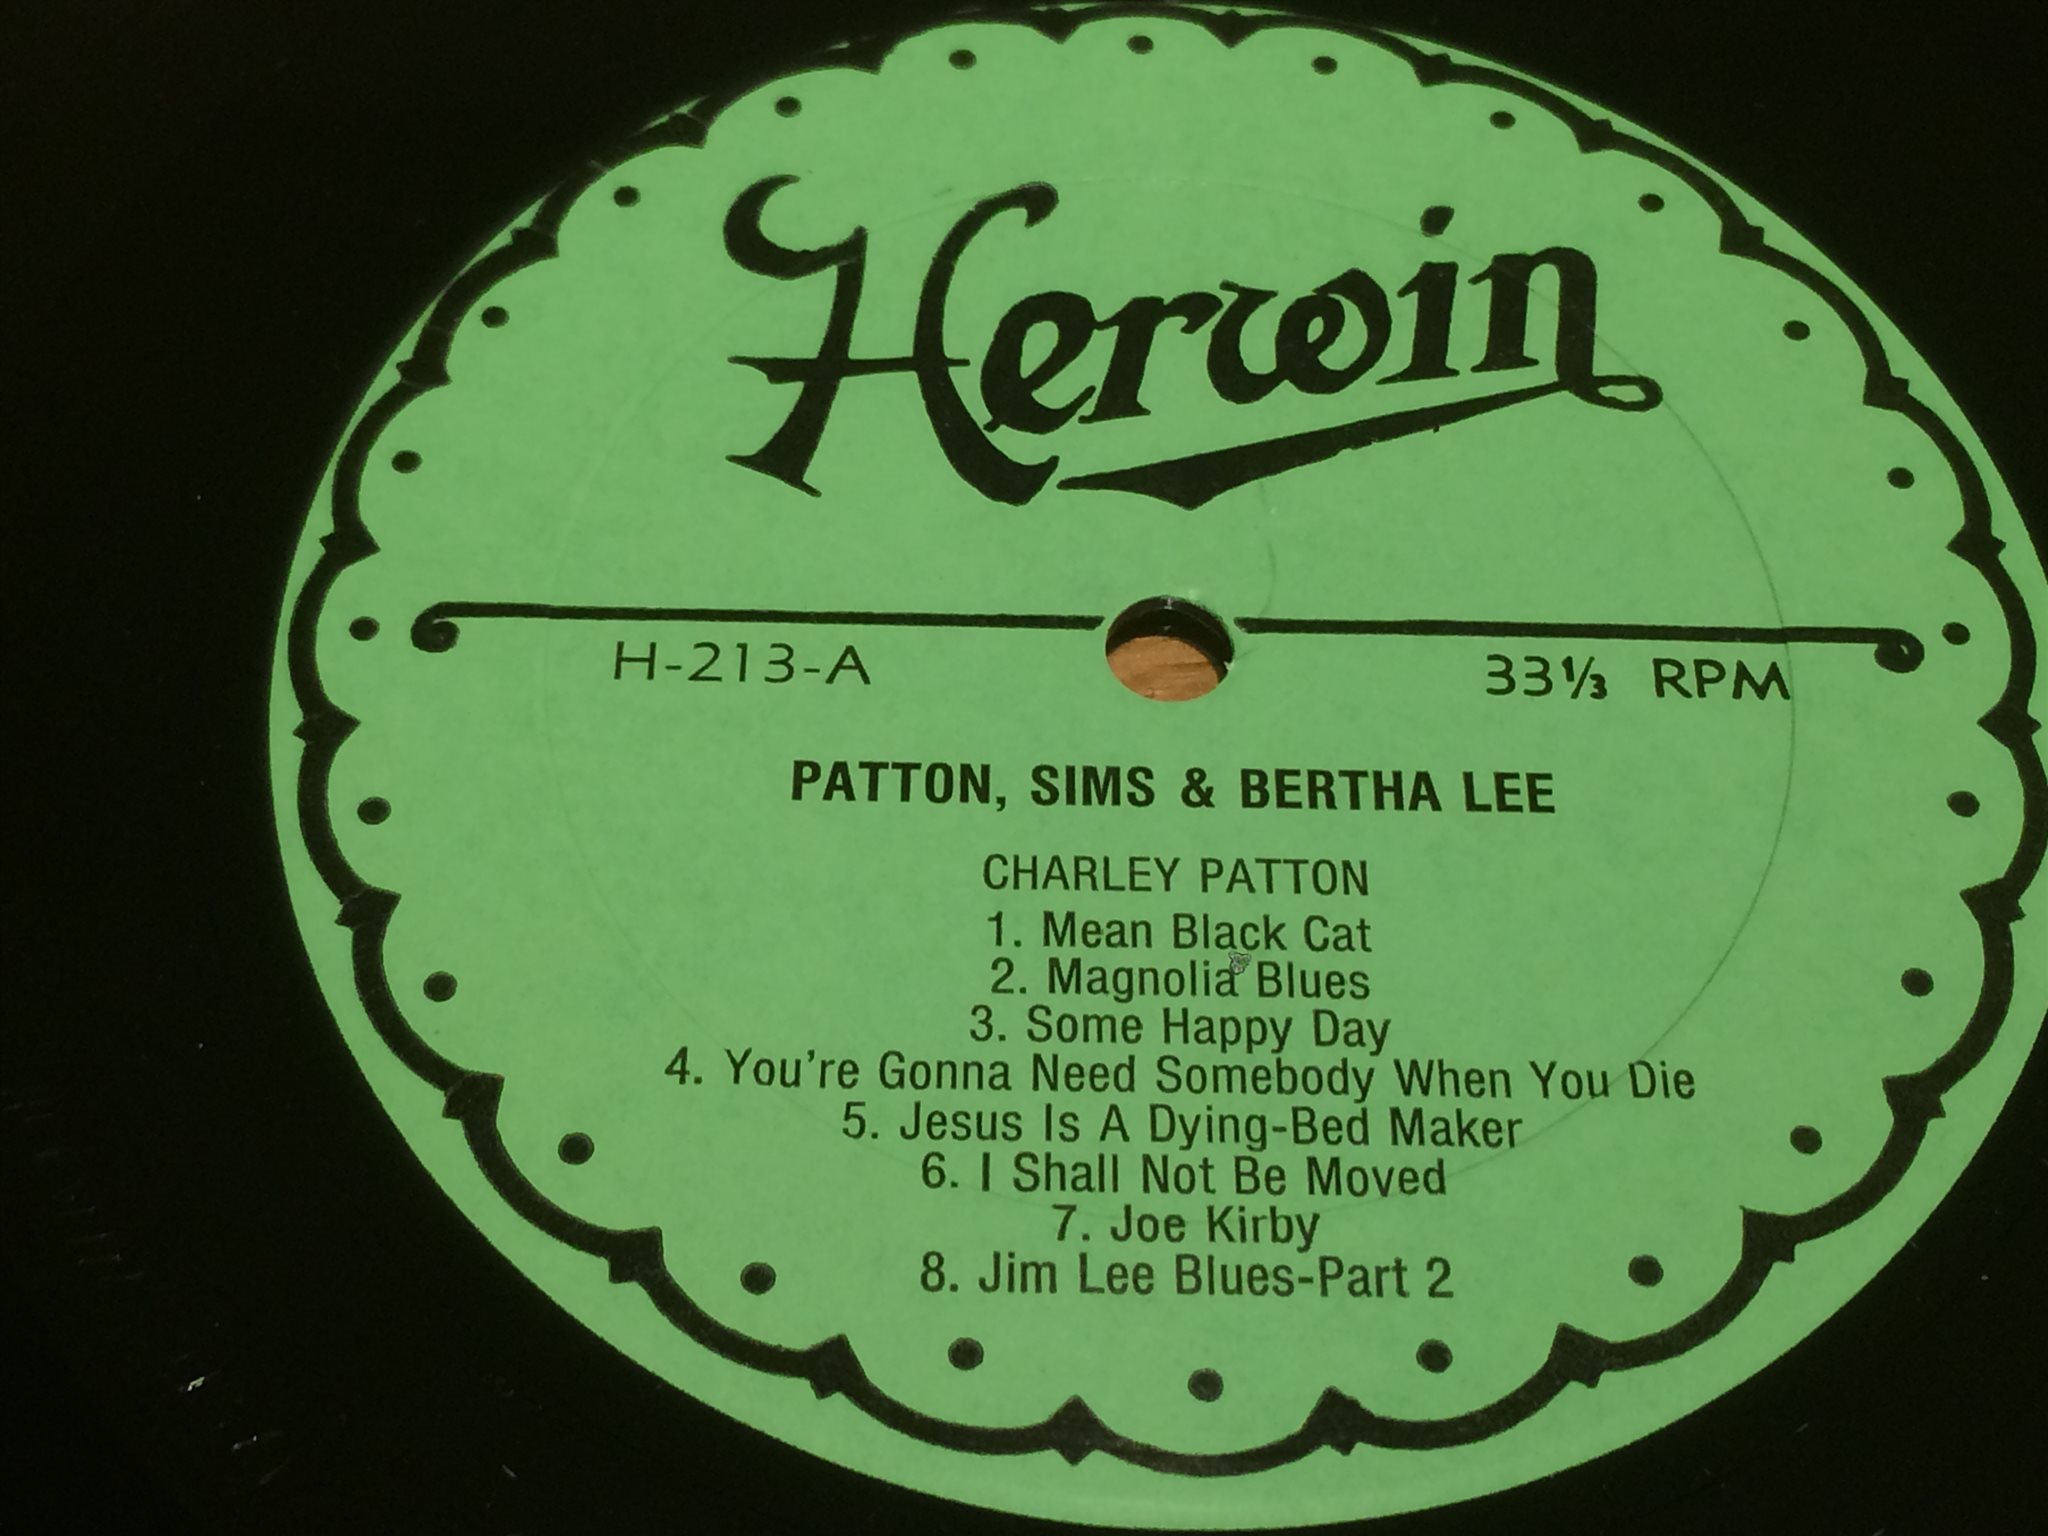 Herwin
H-213-A 33⅓ RPM
PATTON, SIMS & BERTHA LEE
CHARLEY PATTON
1. Mean Black Cat
2. Magnolia Blues
3. Some Happy Day
4. You're Gonna Need Somebody When You Die
5. Jesus Is A Dying-Bed Maker
6. I Shall Not Be Moved
7. Joe Kirby
8. Jim Lee Blues-Part 2